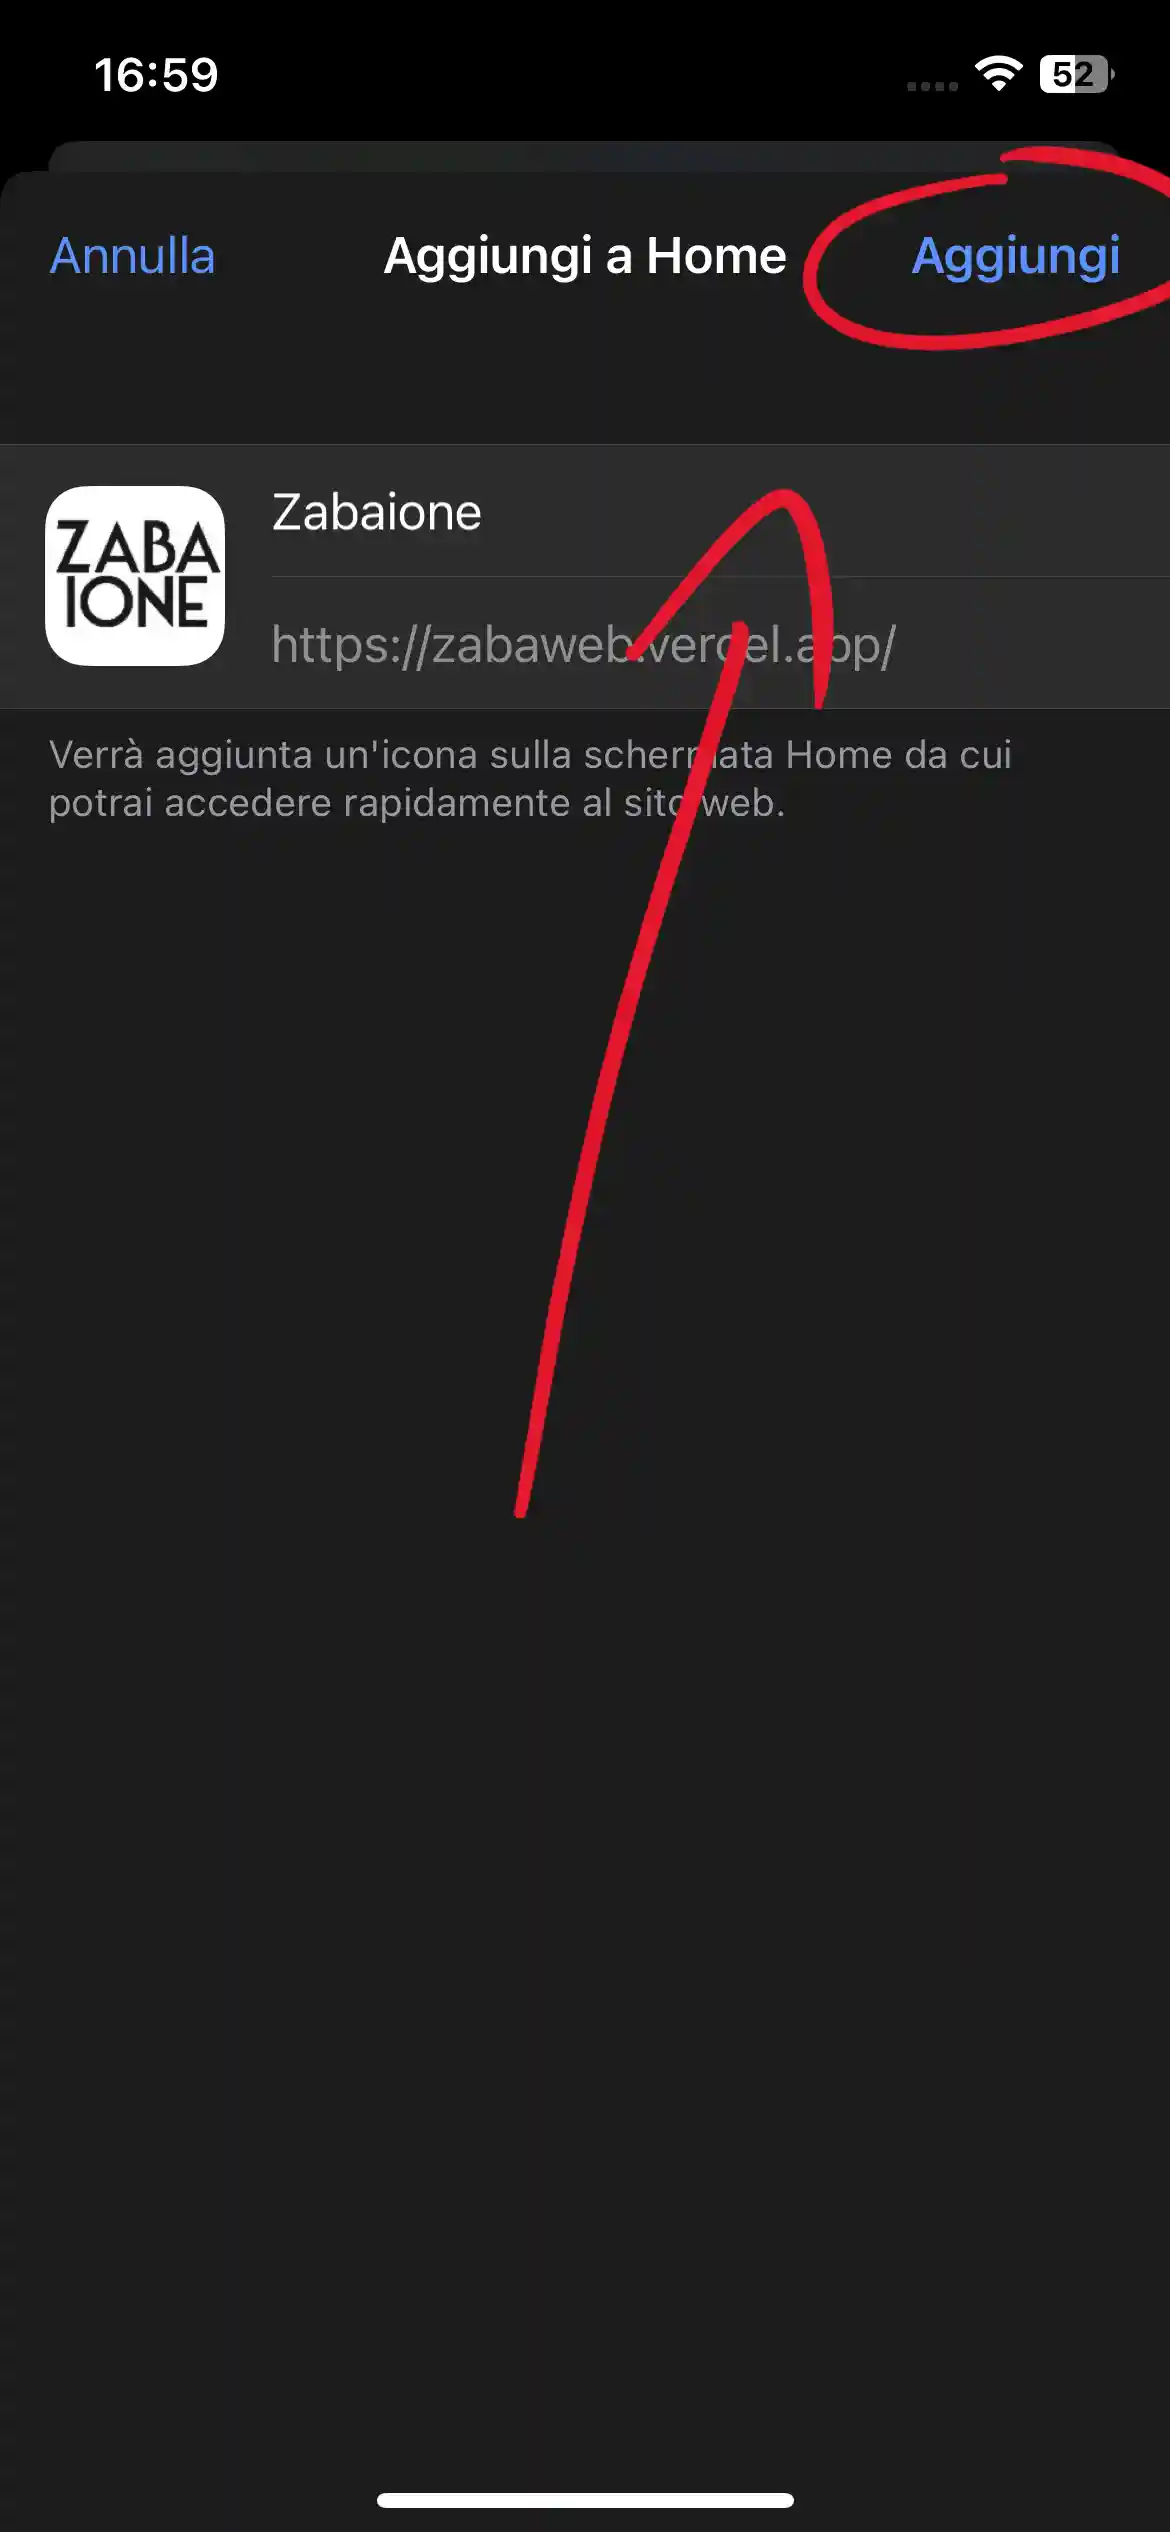 16:59
52
Annulla
Aggiungi a Home
Aggiungi
ZABA
IONE
Zabaione
https://zabaweb.vercel.app/
Verrà aggiunta un'icona sulla schermata Home da cui
potrai accedere rapidamente al sito web.